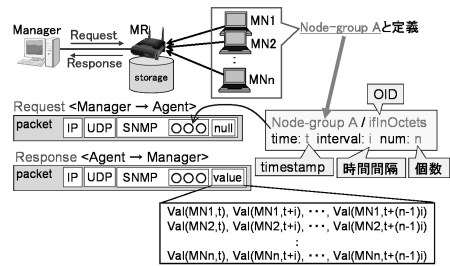 Manager
Request
Response
MR
storage
MN1
MN2
:
MNn
Node-group Aと定義
OID
Request <Manager → Agent>
packet IP UDP SNMP ○○○ null
Node-group A / ifInOctets
time: t interval: i num: n
timestamp 時間間隔 個数
Response <Agent → Manager>
packet IP UDP SNMP ○○○ value
Val(MN1,t), Val(MN1,t+i), ・・・, Val(MN1,t+(n-1)i)
Val(MN2,t), Val(MN2,t+i), ・・・, Val(MN2,t+(n-1)i)
:
Val(MNn,t), Val(MNn,t+i), ・・・, Val(MNn,t+(n-1)i)